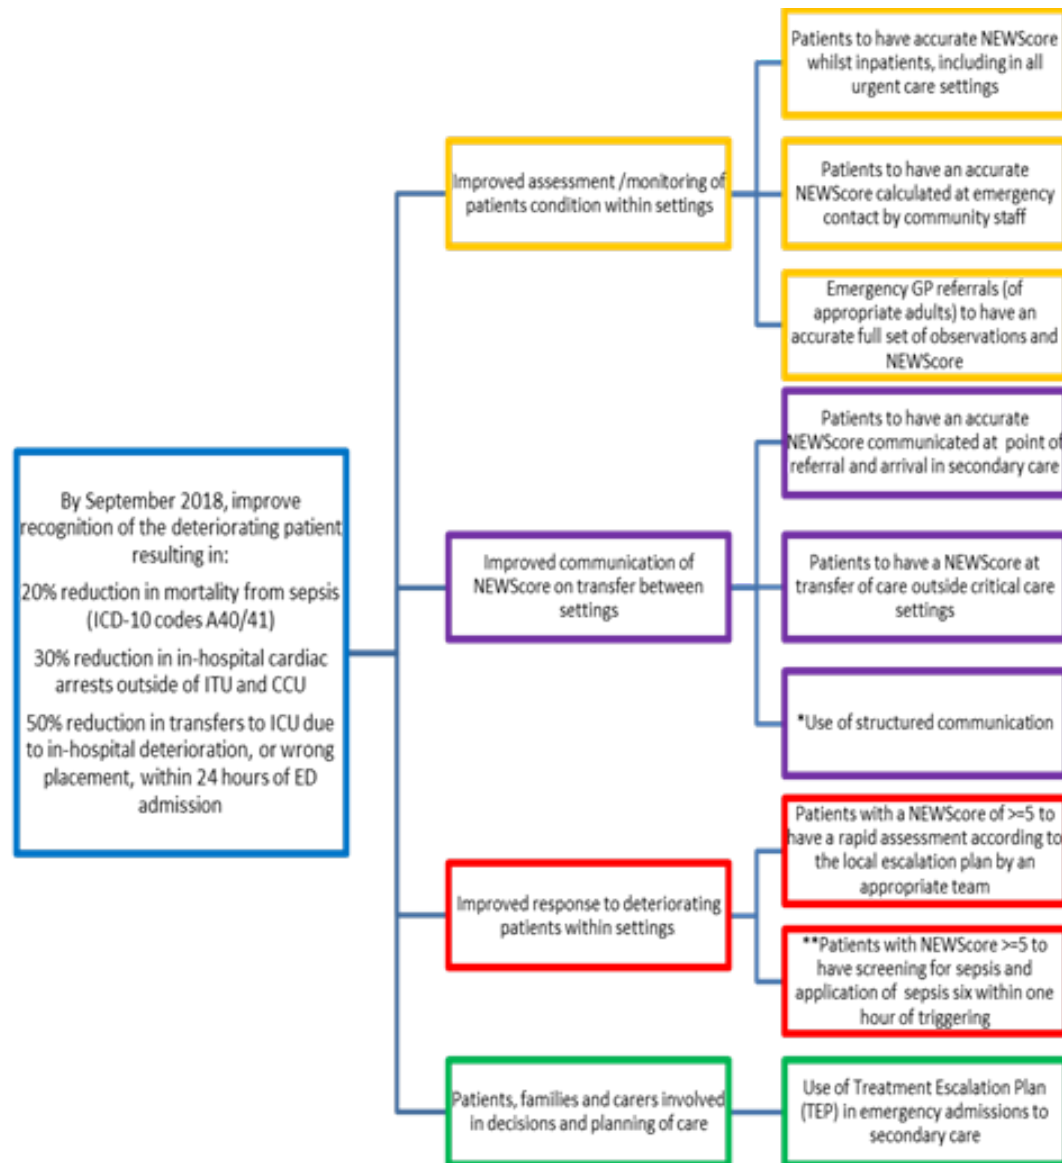 Patients to have accurate NEWScore
whilst inpatients, including in all
urgent care settings
Improved assessment /monitoring of
patients condition within settings
Patients to have an accurate
NEWScore calculated at emergency
contact by community staff
Emergency GP referrals (of
appropriate adults) to have an
accurate full set of observations and
NEWScore
By September 2018, improve
recognition of the deteriorating patient
resulting in:
20% reduction in mortality from sepsis
(ICD-10 codes A40/41)
30% reduction in in-hospital cardiac
arrests outside of ITU and CCU
50% reduction in transfers to ICU due
to in-hospital deterioration, or wrong
placement, within 24 hours of ED
admission
Patients to have an accurate
NEWScore communicated at point of
referral and arrival in secondary care
Improved communication of
NEWScore on transfer between
settings
Patients to have a NEWScore at
transfer of care outside critical care
settings
*Use of structured communication
Patients with a NEWScore of >=5 to
have a rapid assessment according to
the local escalation plan by an
appropriate team
Improved response to deteriorating
patients within settings
**Patients with NEWScore >=5 to
have screening for sepsis and
application of sepsis six within one
hour of triggering
Patients, families and carers involved
in decisions and planning of care
Use of Treatment Escalation Plan
(TEP) in emergency admissions to
secondary care